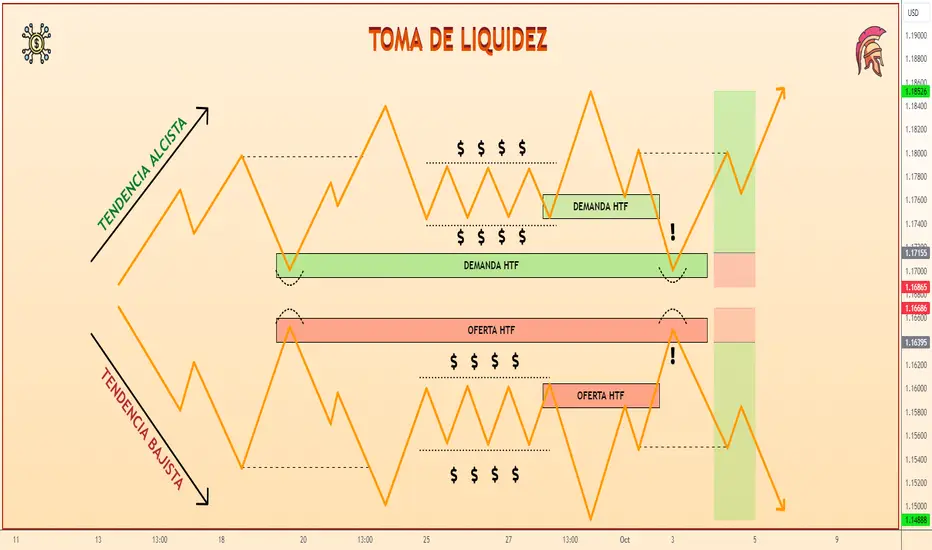 TOMA DE LIQUIDEZ
USD
1.19000
1.18800
1.18600
1.18526
1.18400
1.18200
1.18000
1.17800
1.17600
1.17400
1.17155
1.17000
1.16865
1.16800
1.16686
1.16600
1.16395
1.16200
1.16000
1.15800
1.15600
1.15400
1.15200
1.15000
1.14888
TENDENCIA ALCISTA
$ $ $ $
DEMANDA HTF
$ $ $ $
!
DEMANDA HTF
OFERTA HTF
!
$ $ $ $
OFERTA HTF
TENDENCIA BAJISTA
$ $ $ $
11 13 13:00 18 20 13:00 25 27 13:00 Oct 3 5 9